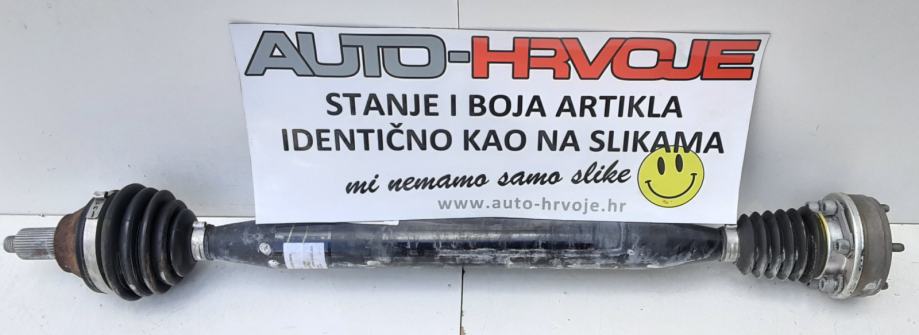 AUTO-HRVOJE
STANJE I BOJA ARTIKLA
IDENTIČNO KAO NA SLIKAMA
mi nemamo samo slike
www.auto-hrvoje.hr